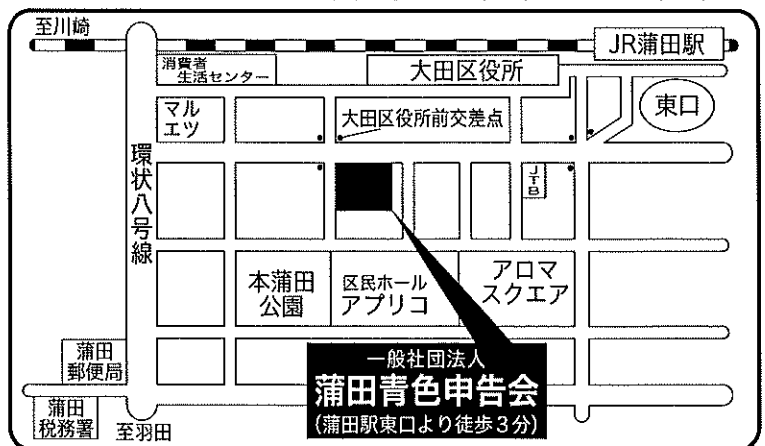 至川崎
JR蒲田駅
消費者
生活センター
大田区役所
東口
マル
エツ
大田区役所前交差点
JTB
環状八号線
本蒲田
公園
区民ホール
アプリコ
アロマ
スクエア
蒲田
郵便局
一般社団法人
蒲田青色申告会
(蒲田駅東口より徒歩3分)
蒲田
税務署
至羽田